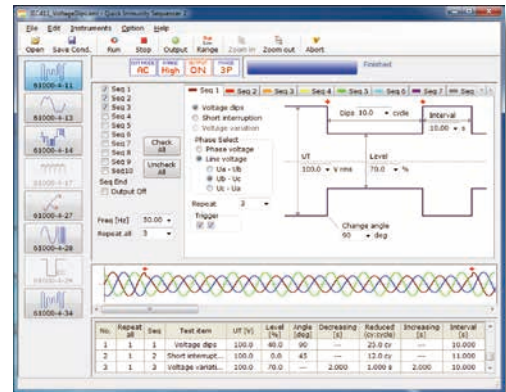 IEC411_VoltageDips.xml - Quick Immunity Sequencer 2
File Edit Instruments Option Help
Open Save Cond. Run Stop Output Range Zoom in Zoom out Abort
AC High ON 3P Finished
61000-4-11
61000-4-13
61000-4-14
61000-4-17
61000-4-27
61000-4-28
61000-4-29
61000-4-34
Seq 1
Seq 2
Seq 3
Seq 4
Seq 5
Seq 6
Seq 7
Seq 8
Seq 9
Seq10
Check All
Uncheck All
Seq End
Output Off
Freq [Hz] 50.00
Repeat all 3
Seq 1 Seq 2 Seq 3 Seq 4 Seq 5 Seq 6 Seq 7 Seq
Voltage dips
Short interruption
Voltage variation
Phase Select
Phase voltage
Line voltage
Ua - Ub
Ub - Uc
Uc - Ua
Repeat 3
Trigger
Dips 10.0 cycle
Interval
10.00 s
UT
100.0 V rms
Level
70.0 %
Change angle
90 deg
No. Repeat all Seq Test item UT [V] Level [%] Angle [deg] Decreasing [s] Reduced (cy:cycle) Increasing [s] Interval [s]
1 1 1 Voltage dips 100.0 40.0 90 --- 25.0 cy --- 10.000
2 1 2 Short interrupt... 100.0 0.0 45 --- 12.0 cy --- 11.000
3 1 3 Voltage variati... 100.0 70.0 --- 2.000 1.000 s 2.000 10.000